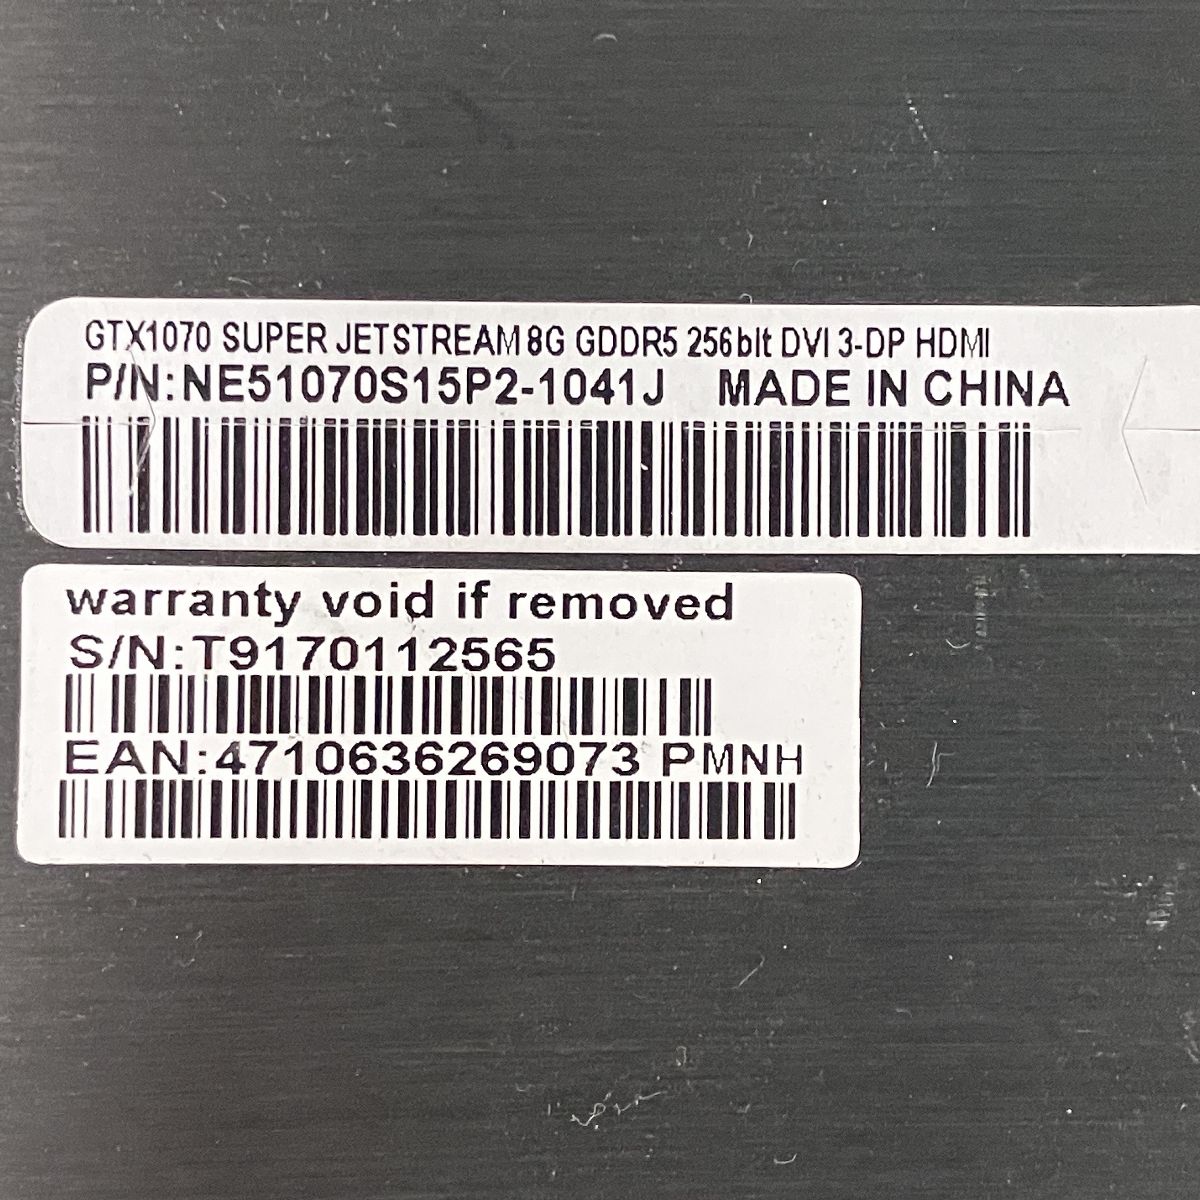 GTX1070 SUPER JETSTREAM 8G GDDR5 256bit DVI 3-DP HDMI
P/N:NE51070S15P2-1041J MADE IN CHINA
warranty void if removed
S/N:T9170112565
EAN:4710636269073 PMNH